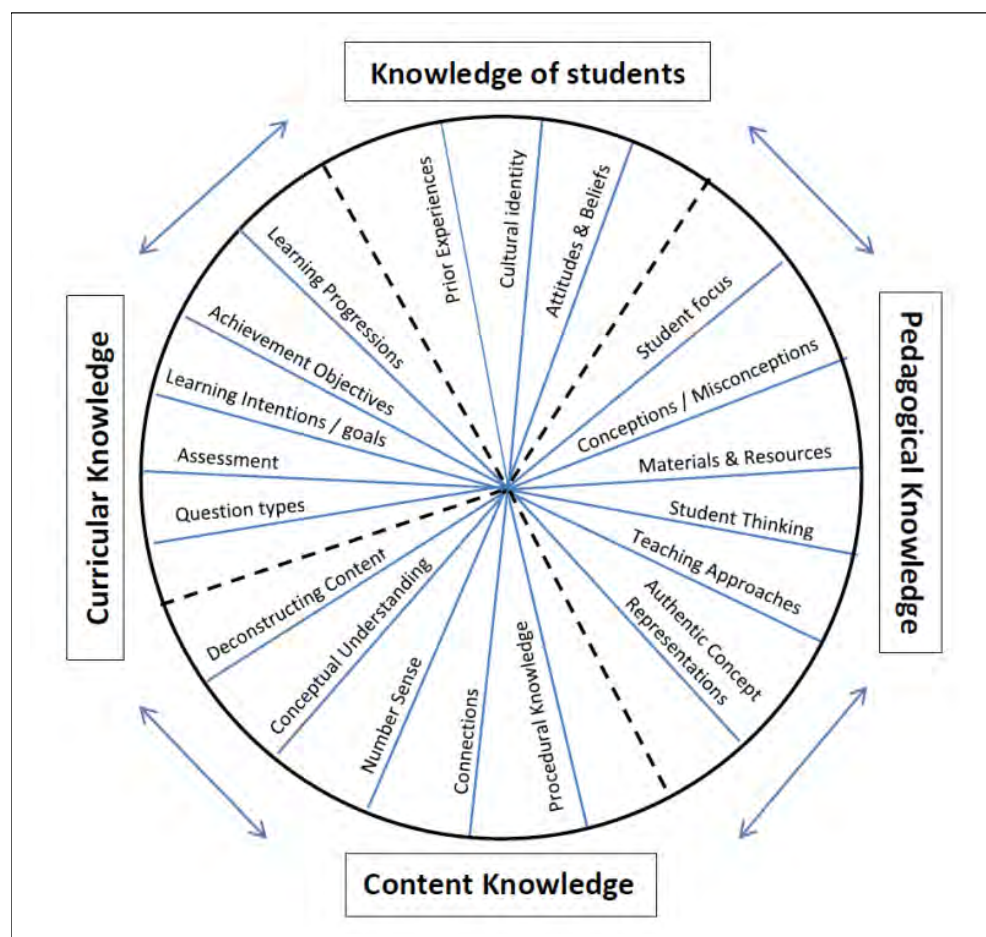 Knowledge of students
Prior Experiences
Cultural identity
Attitudes & Beliefs
Student focus
Conceptions / Misconceptions
Materials & Resources
Student Thinking
Teaching Approaches
Authentic Concept
Representations
Pedagogical Knowledge
Procedural Knowledge
Connections
Number Sense
Conceptual Understanding
Deconstructing Content
Content Knowledge
Question types
Assessment
Learning Intentions / goals
Achievement Objectives
Learning Progressions
Curricular Knowledge